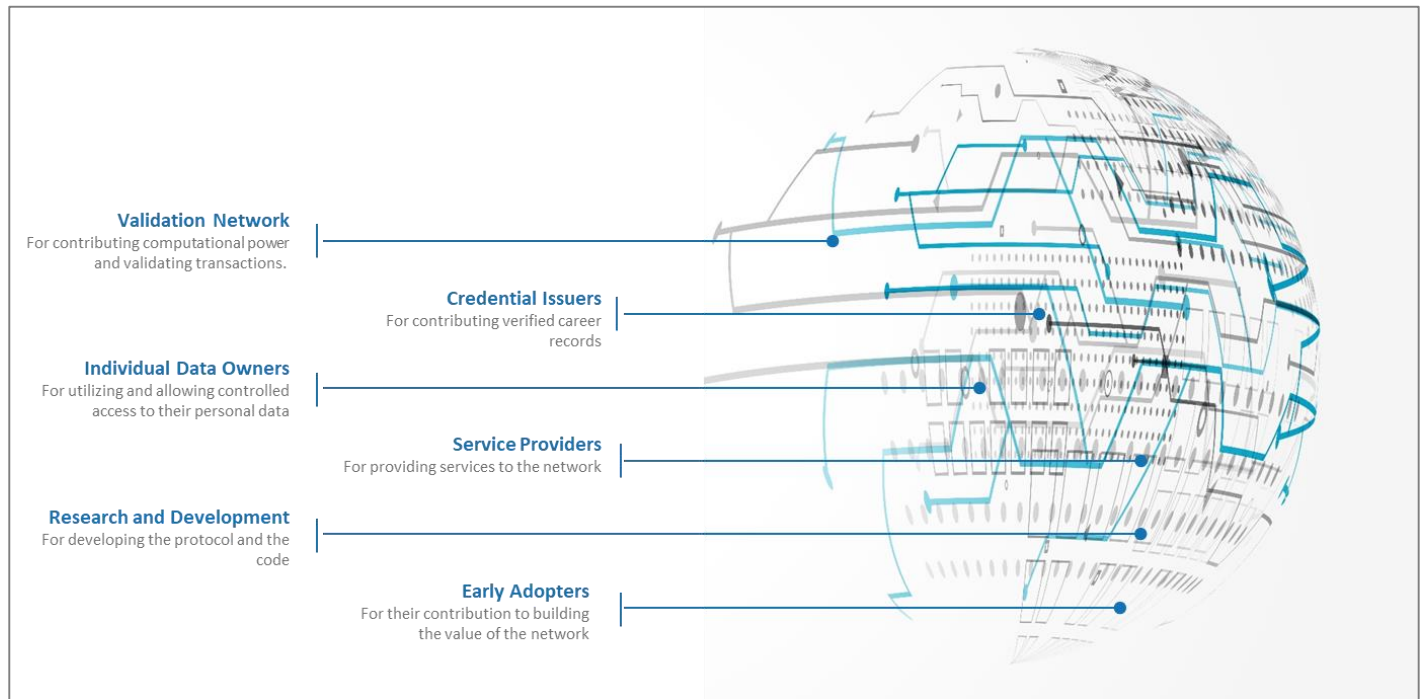 Validation Network
For contributing computational power
and validating transactions.
Credential Issuers
For contributing verified career
records
Individual Data Owners
For utilizing and allowing controlled
access to their personal data
Service Providers
For providing services to the network
Research and Development
For developing the protocol and the
code
Early Adopters
For their contribution to building
the value of the network